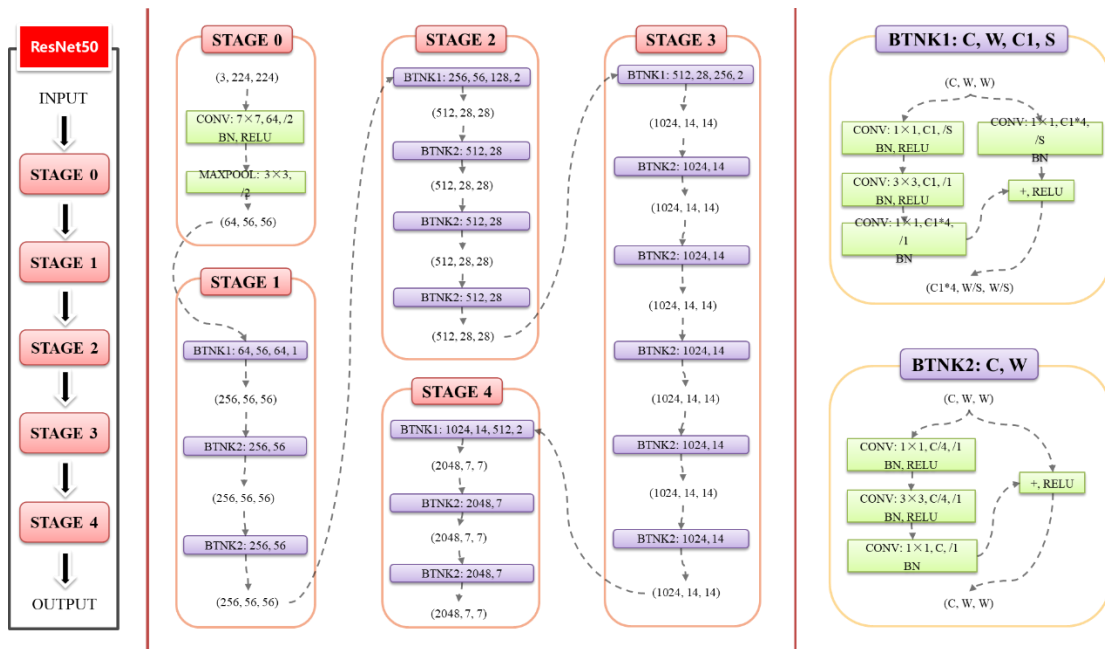 ResNet50
INPUT
STAGE 0
STAGE 1
STAGE 2
STAGE 3
STAGE 4
OUTPUT
STAGE 0
(3, 224, 224)
CONV: 7×7, 64, /2
BN, RELU
MAXPOOL: 3×3,
/2
(64, 56, 56)
STAGE 1
BTNK1: 64, 56, 64, 1
(256, 56, 56)
BTNK2: 256, 56
(256, 56, 56)
BTNK2: 256, 56
(256, 56, 56)
STAGE 2
BTNK1: 256, 56, 128, 2
(512, 28, 28)
BTNK2: 512, 28
(512, 28, 28)
BTNK2: 512, 28
(512, 28, 28)
BTNK2: 512, 28
(512, 28, 28)
STAGE 4
BTNK1: 1024, 14, 512, 2
(2048, 7, 7)
BTNK2: 2048, 7
(2048, 7, 7)
BTNK2: 2048, 7
(2048, 7, 7)
STAGE 3
BTNK1: 512, 28, 256, 2
(1024, 14, 14)
BTNK2: 1024, 14
(1024, 14, 14)
BTNK2: 1024, 14
(1024, 14, 14)
BTNK2: 1024, 14
(1024, 14, 14)
BTNK2: 1024, 14
(1024, 14, 14)
BTNK2: 1024, 14
(1024, 14, 14)
BTNK1: C, W, C1, S
(C, W, W)
CONV: 1×1, C1, /S
BN, RELU
CONV: 3×3, C1, /1
BN, RELU
CONV: 1×1, C1*4,
/1
BN
CONV: 1×1, C1*4,
/S
BN
+, RELU
(C1*4, W/S, W/S)
BTNK2: C, W
(C, W, W)
CONV: 1×1, C/4, /1
BN, RELU
CONV: 3×3, C/4, /1
BN, RELU
CONV: 1×1, C, /1
BN
+, RELU
(C, W, W)